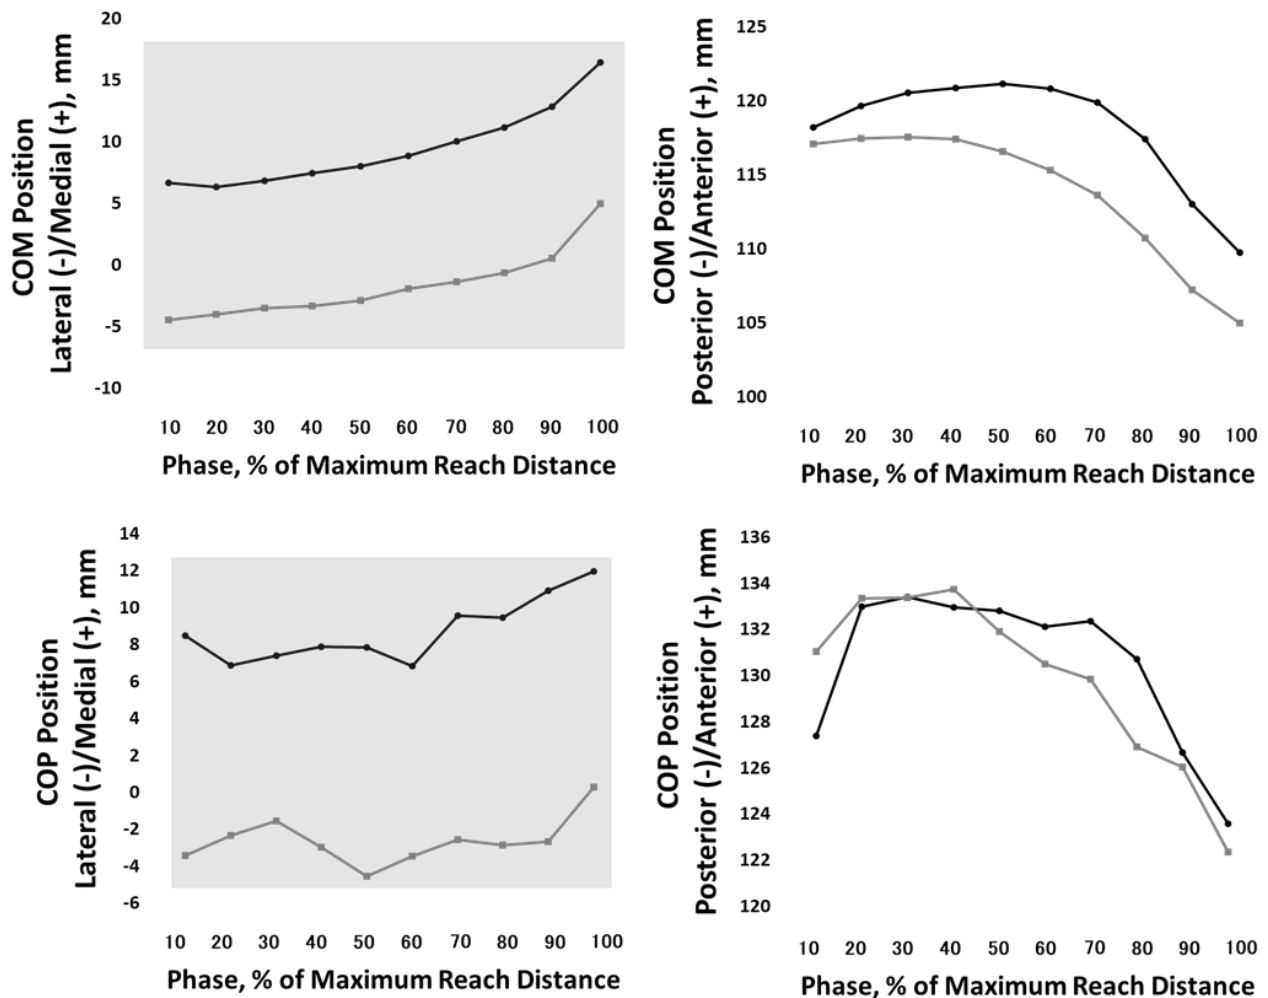 COM Position
Lateral (-)/Medial (+), mm
20
15
10
5
0
-5
-10
10 20 30 40 50 60 70 80 90 100
Phase, % of Maximum Reach Distance
COM Position
Posterior (-)/Anterior (+), mm
125
120
115
110
105
100
10 20 30 40 50 60 70 80 90 100
Phase, % of Maximum Reach Distance
COP Position
Lateral (-)/Medial (+), mm
14
12
10
8
6
4
2
0
-2
-4
-6
10 20 30 40 50 60 70 80 90 100
Phase, % of Maximum Reach Distance
COP Position
Posterior (-)/Anterior (+), mm
136
134
132
130
128
126
124
122
120
10 20 30 40 50 60 70 80 90 100
Phase, % of Maximum Reach Distance